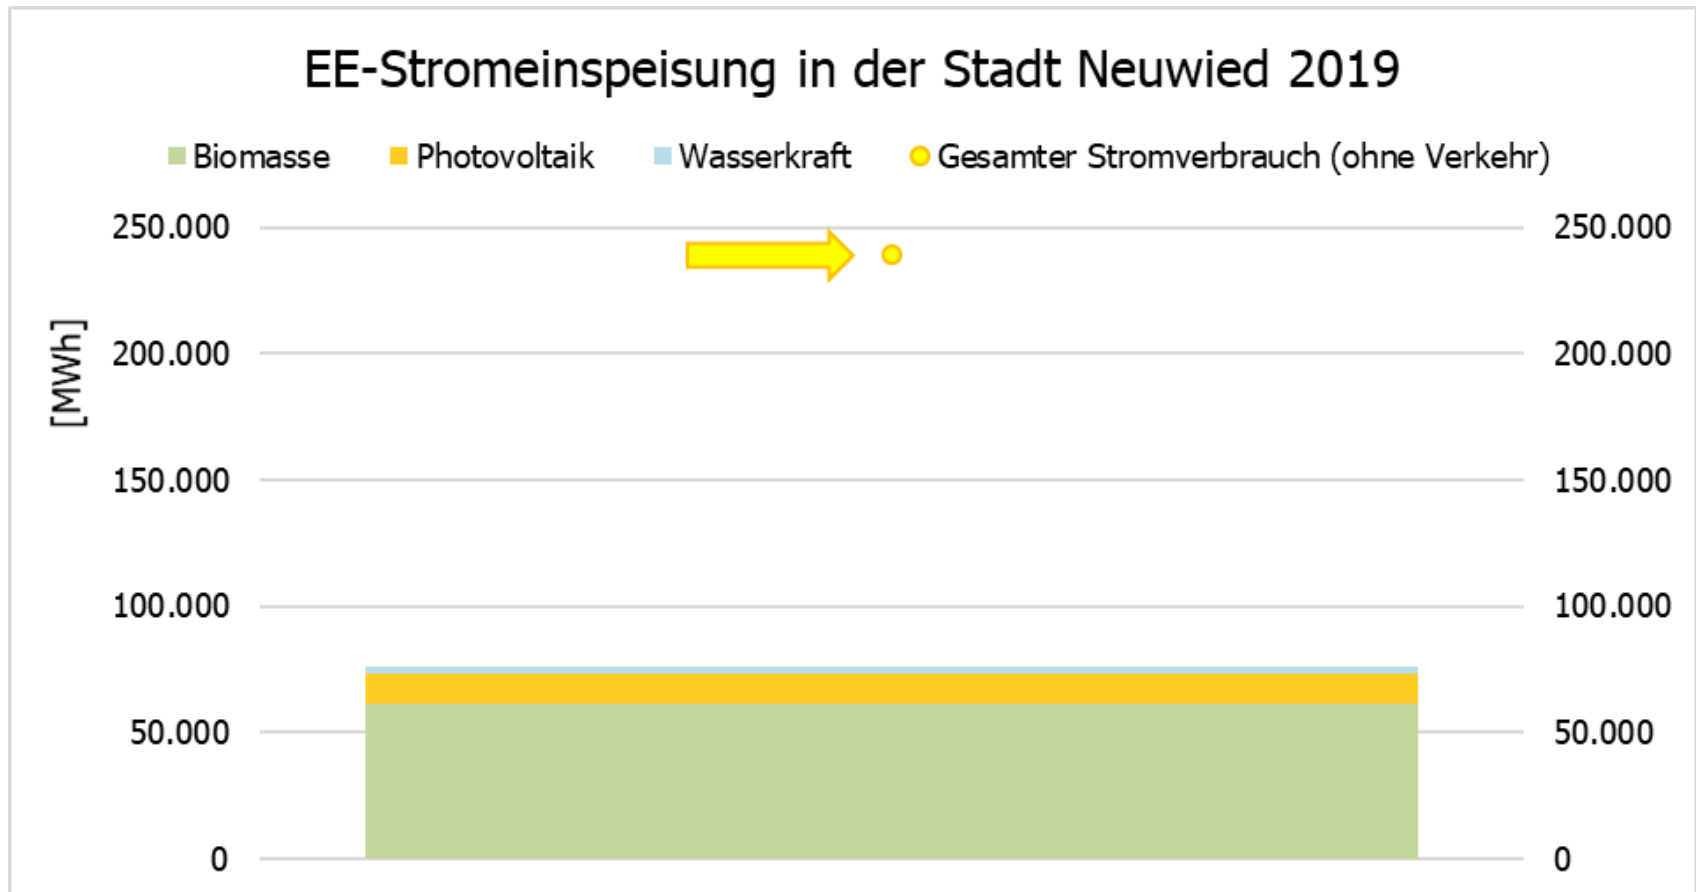 EE-Stromeinspeisung in der Stadt Neuwied 2019
Biomasse Photovoltaik Wasserkraft Gesamter Stromverbrauch (ohne Verkehr)
[MWh]
250.000 250.000
200.000 200.000
150.000 150.000
100.000 100.000
50.000 50.000
0 0